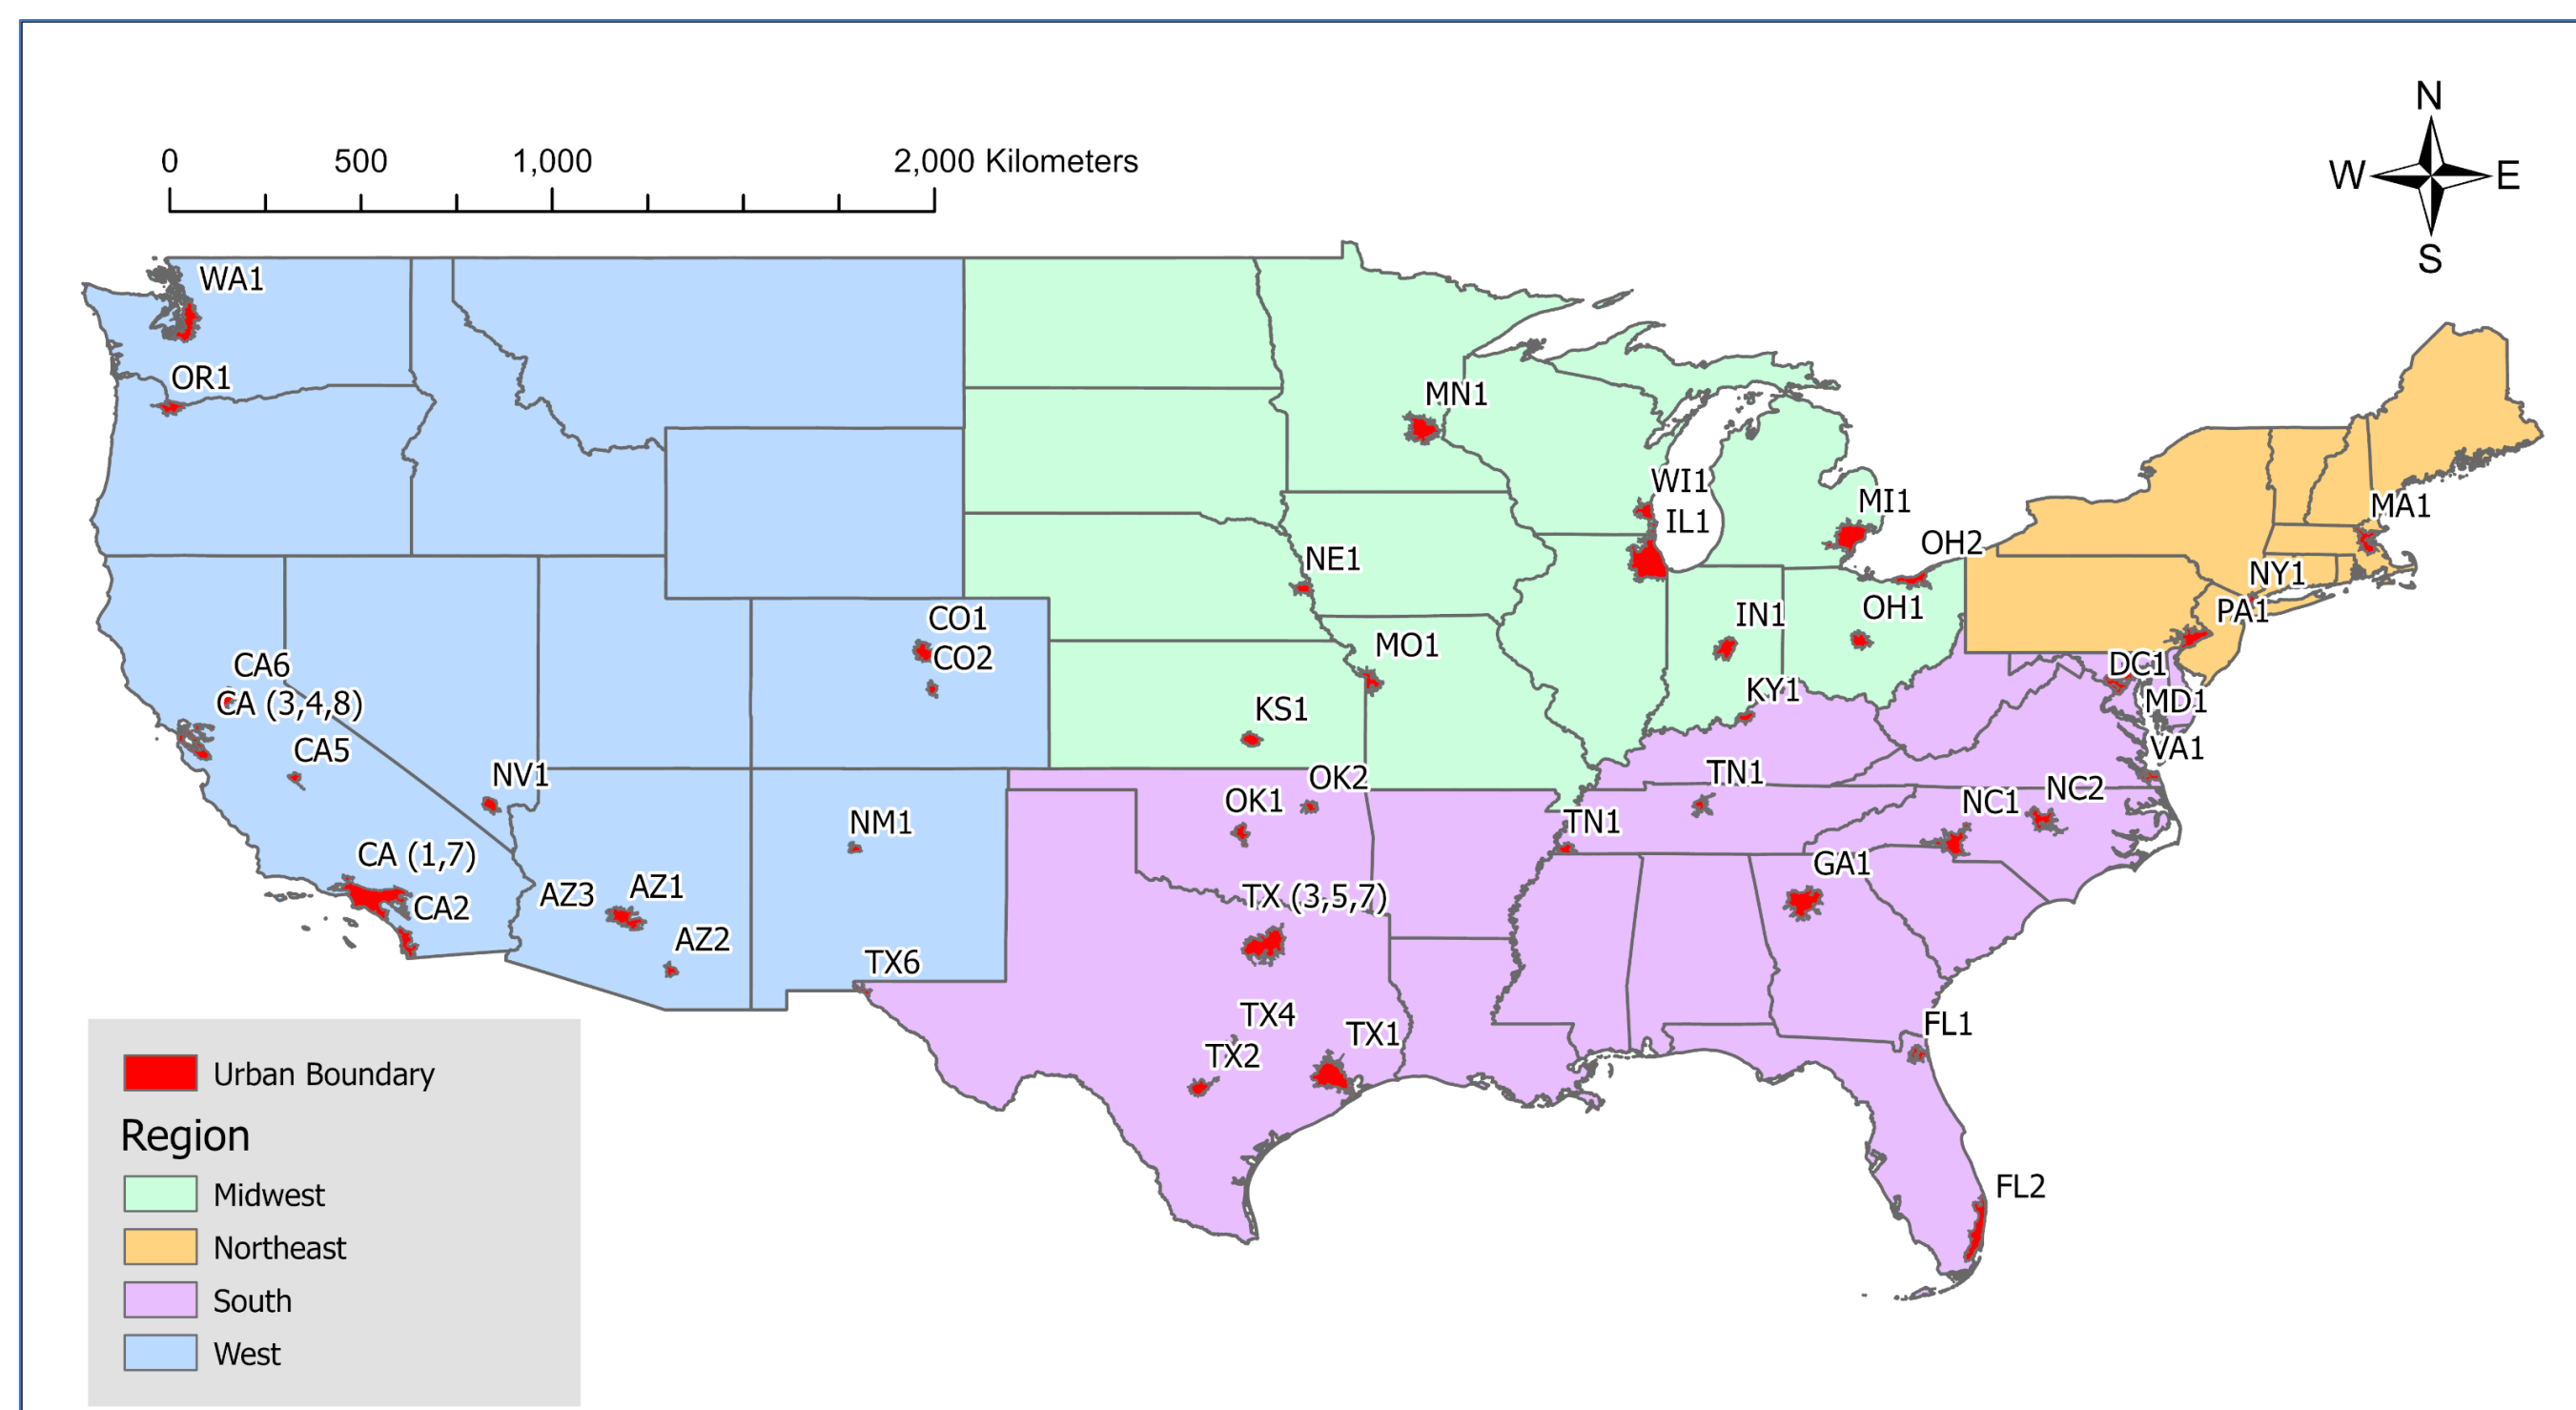 N
0 500 1,000 2,000 Kilometers
W E
S
WA1
OR1
MN1
WI1
MI1
MA1
IL1
OH2
NE1
NY1
CO1
IN1
OH1
PA1
MO1
CO2
CA6
DC1
KY1
CA (3,4,8)
KS1
MD1
CA5
VA1
NV1
TN1
OK2
NC2
OK1
NC1
NM1
TN1
CA (1,7)
GA1
AZ3
AZ1
TX (3,5,7)
CA2
AZ2
TX6
TX4
FL1
TX1
TX2
FL2
Urban Boundary
Region
Midwest
Northeast
South
West